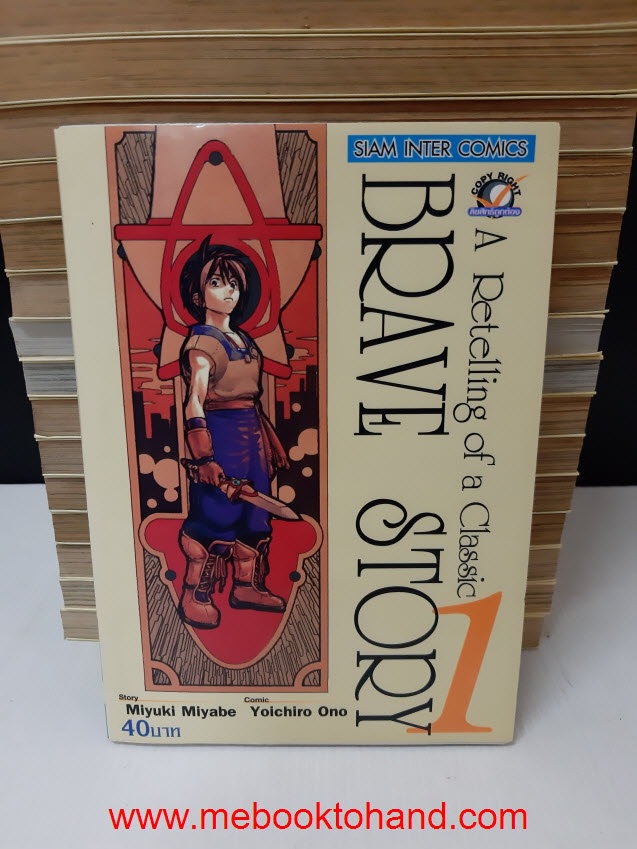 SIAM INTER COMICS
COPY RIGHT
ลิขสิทธิ์ถูกต้อง
A Retelling of a Classic
BRAVE STORY
1
Story
Comic
Miyuki Miyabe
Yoichiro Ono
40บาท
www.mebooktohand.com